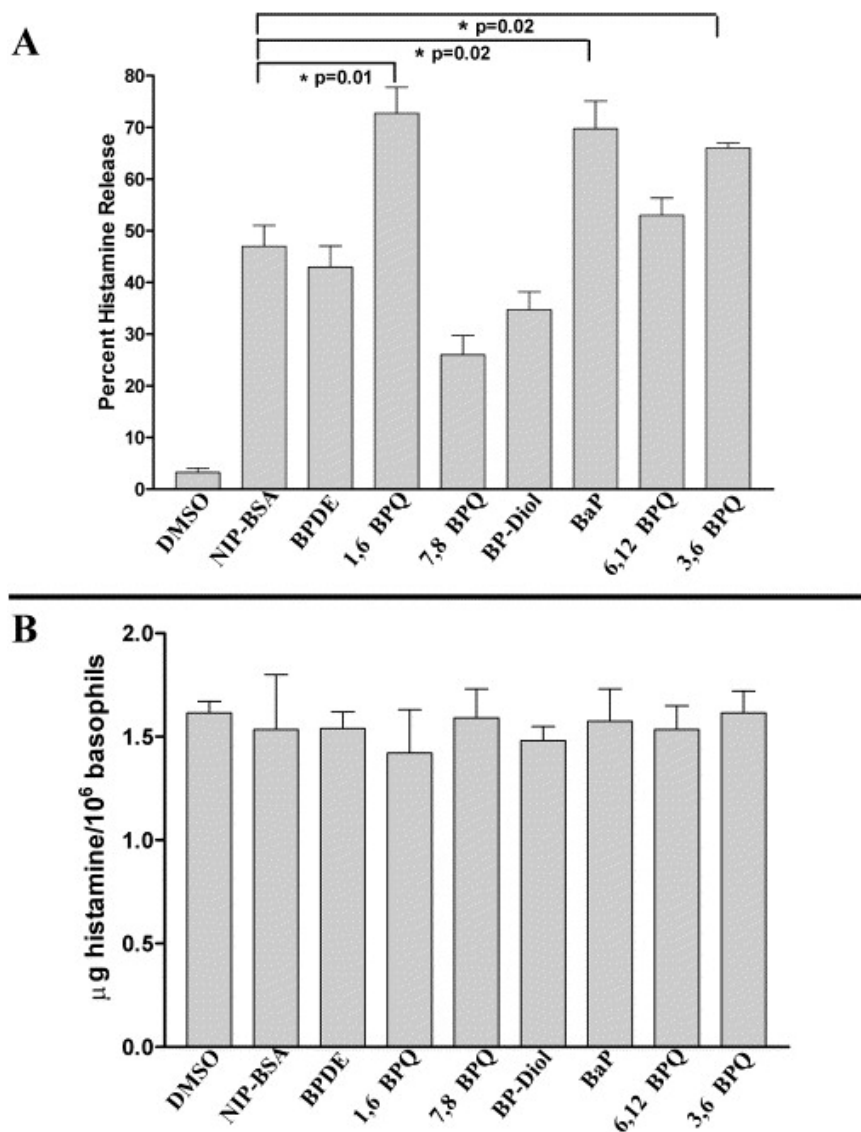 A
* p=0.02
* p=0.02
* p=0.01
Percent Histamine Release
80
70
60
50
40
30
20
10
0
DMSO
NIP-BSA
BPDE
1,6 BPQ
7,8 BPQ
BP-Diol
BaP
6,12 BPQ
3,6 BPQ
B
μg histamine/10⁶ basophils
2.0
1.5
1.0
0.5
0.0
DMSO
NIP-BSA
BPDE
1,6 BPQ
7,8 BPQ
BP-Diol
BaP
6,12 BPQ
3,6 BPQ